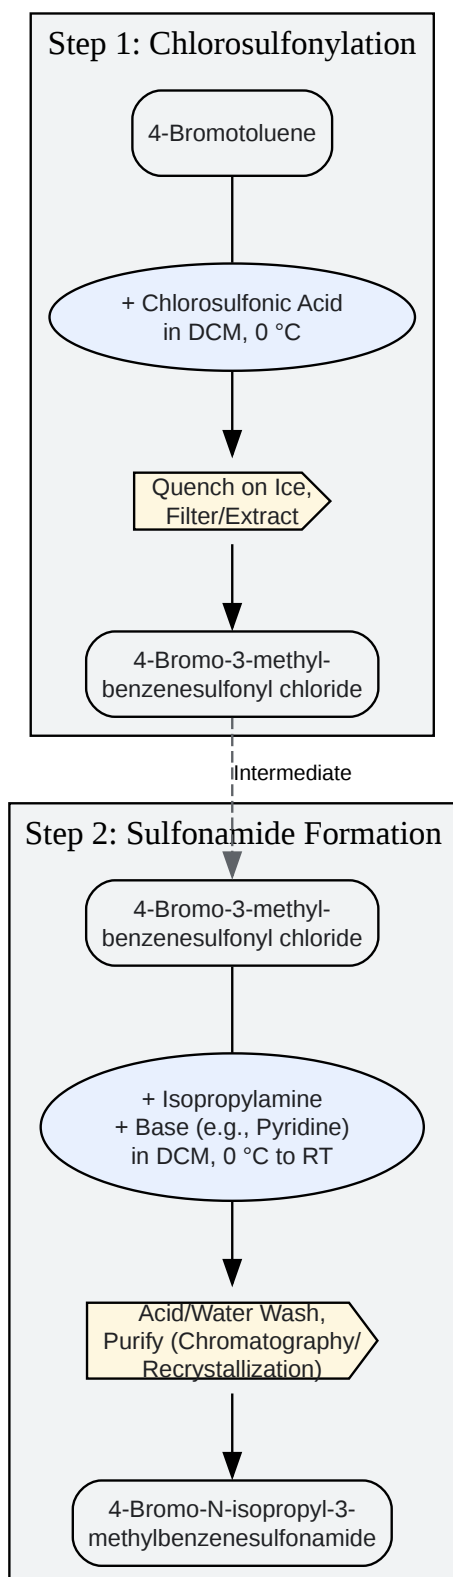 Step 1: Chlorosulfonylation
4-Bromotoluene
+ Chlorosulfonic Acid
in DCM, 0 °C
Quench on Ice,
Filter/Extract
4-Bromo-3-methyl-
benzenesulfonyl chloride
Intermediate
Step 2: Sulfonamide Formation
4-Bromo-3-methyl-
benzenesulfonyl chloride
+ Isopropylamine
+ Base (e.g., Pyridine)
in DCM, 0 °C to RT
Acid/Water Wash,
Purify (Chromatography/
Recrystallization)
4-Bromo-N-isopropyl-3-
methylbenzenesulfonamide